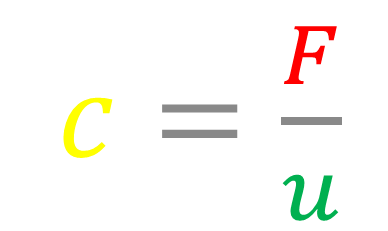 c = F/u